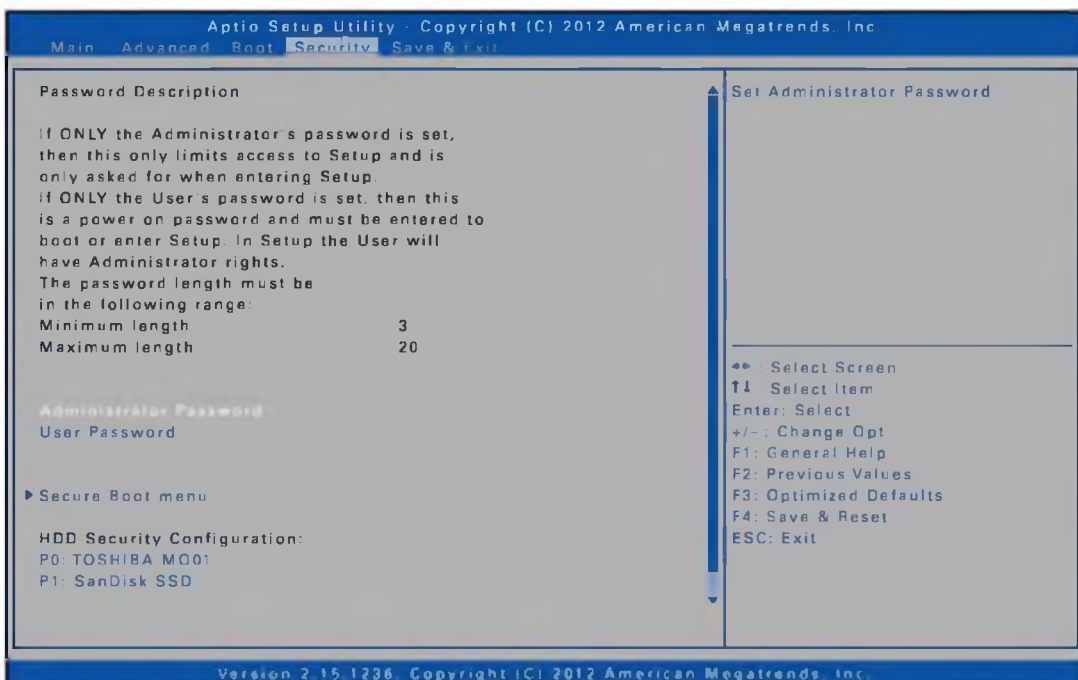 Aptio Setup Utility - Copyright (C) 2012 American Megatrends, Inc.
Main Advanced Boot Security Save & Exit
Password Description
If ONLY the Administrator's password is set,
then this only limits access to Setup and is
only asked for when entering Setup.
If ONLY the User's password is set, then this
is a power on password and must be entered to
boot or enter Setup. In Setup the User will
have Administrator rights.
The password length must be
in the following range:
Minimum length 3
Maximum length 20
Administrator Password
User Password
Secure Boot menu
HDD Security Configuration:
P0: TOSHIBA MQ01
P1: SanDisk SSD
Set Administrator Password
: Select Screen
Select Item
Enter: Select
+/-: Change Opt
F1: General Help
F2: Previous Values
F3: Optimized Defaults
F4: Save & Reset
ESC: Exit
Version 2.15.1236. Copyright (C) 2012 American Megatrends, Inc.